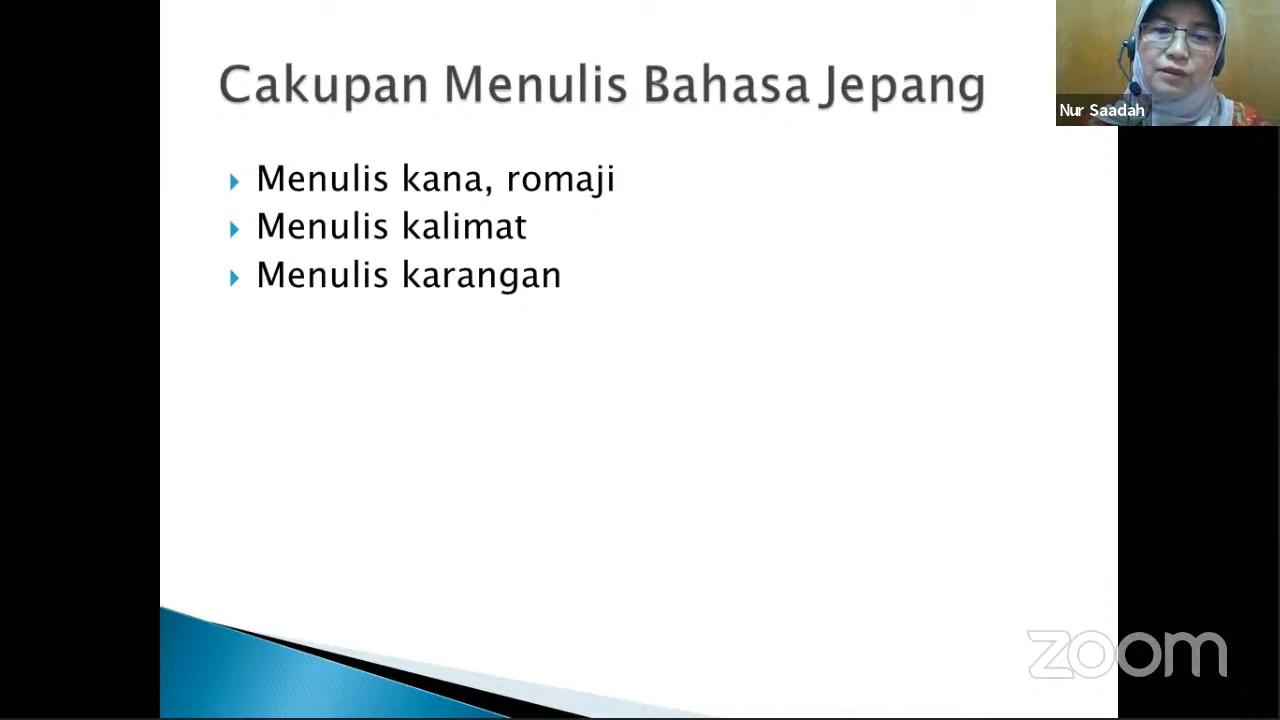 Cakupan Menulis Bahasa Jepang
Nur Saadah
Menulis kana, romaji
Menulis kalimat
Menulis karangan
zoom